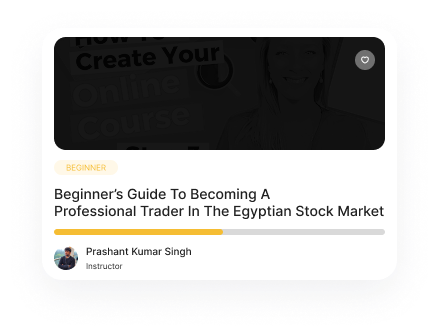 How To
Create Your
Online
Course
BEGINNER
Beginner’s Guide To Becoming A
Professional Trader In The Egyptian Stock Market
Prashant Kumar Singh
Instructor